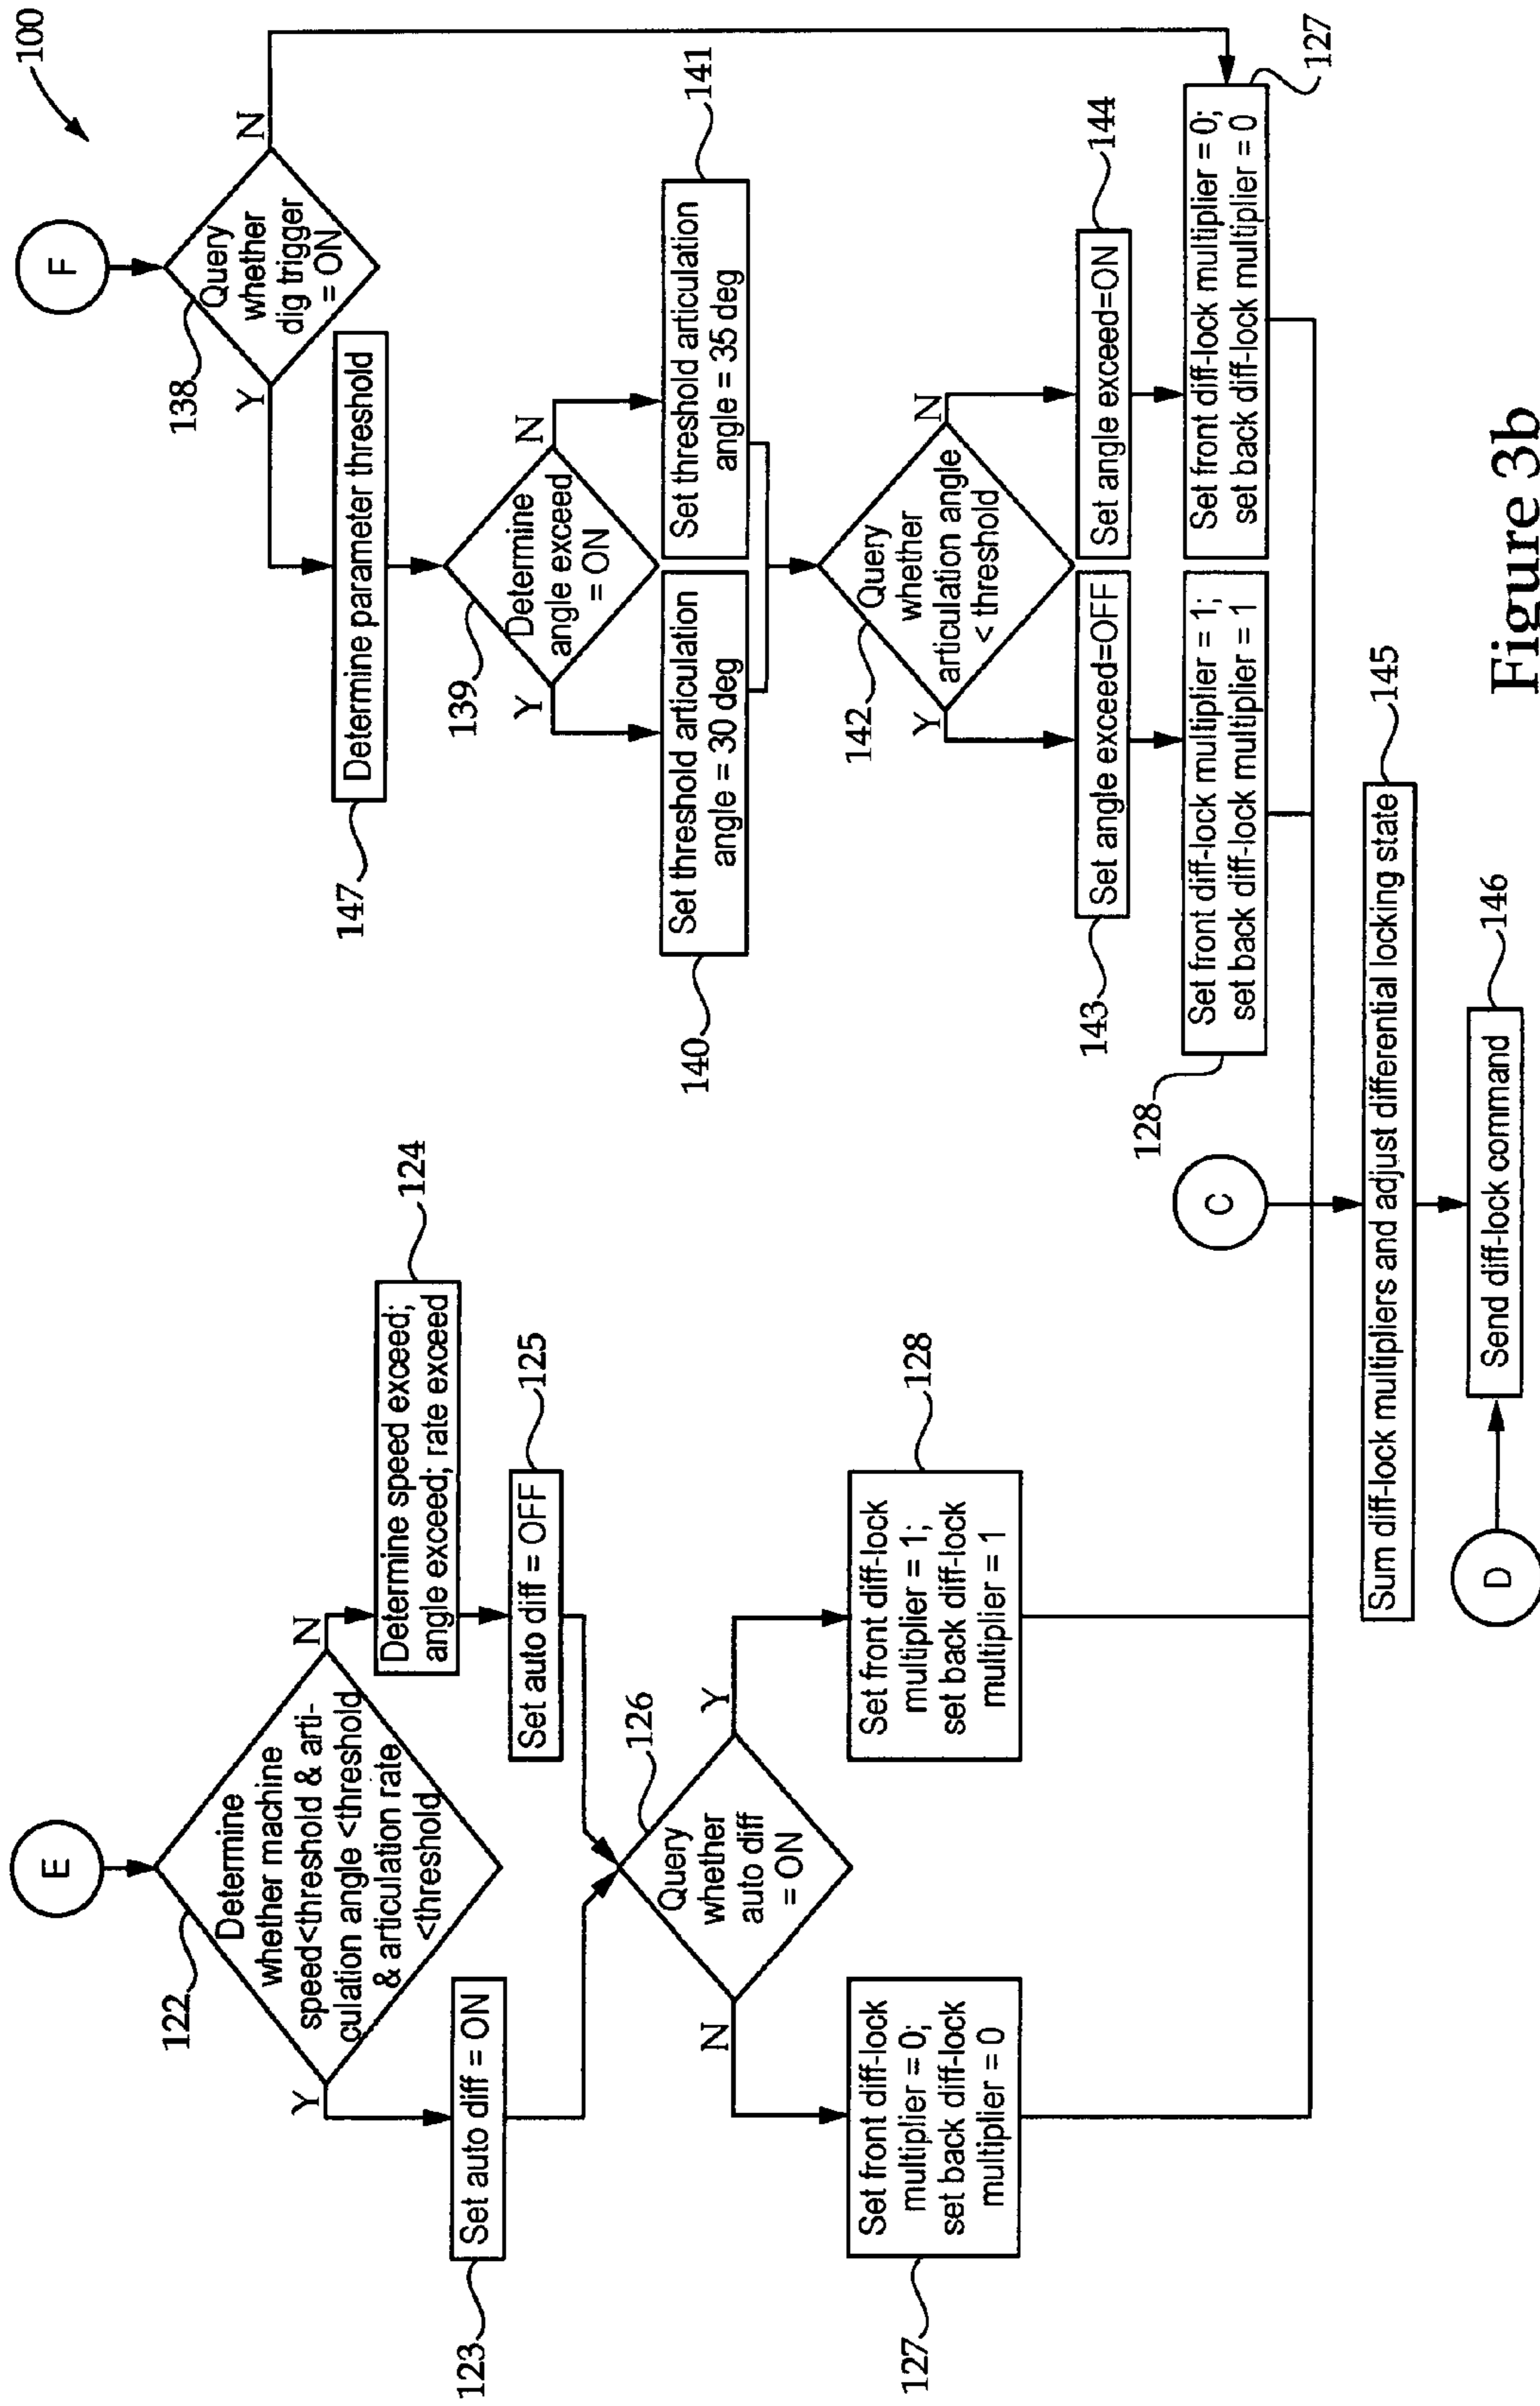 100
E
122
Determine
whether machine
speed<threshold & arti-
culation angle <threshold
& articulation rate
<threshold
Y
N
123
Set auto diff = ON
124
Determine speed exceed;
angle exceed; rate exceed
125
Set auto diff = OFF
126
Query
whether
auto diff
= ON
N
Y
127
Set front diff-lock
multiplier = 0;
set back diff-lock
multiplier = 0
128
Set front diff-lock
multiplier = 1;
set back diff-lock
multiplier = 1
F
138
Query
whether
dig trigger
= ON
Y
N
147
Determine parameter threshold
139
Determine
angle exceed
= ON
Y
N
140
Set threshold articulation
angle = 30 deg
141
Set threshold articulation
angle = 35 deg
142
Query
whether
articulation angle
< threshold
Y
N
143
Set angle exceed=OFF
144
Set angle exceed=ON
128
Set front diff-lock multiplier = 1;
set back diff-lock multiplier = 1
127
Set front diff-lock multiplier = 0;
set back diff-lock multiplier = 0
C
145
Sum diff-lock multipliers and adjust differential locking state
D
146
Send diff-lock command
Figure 3b